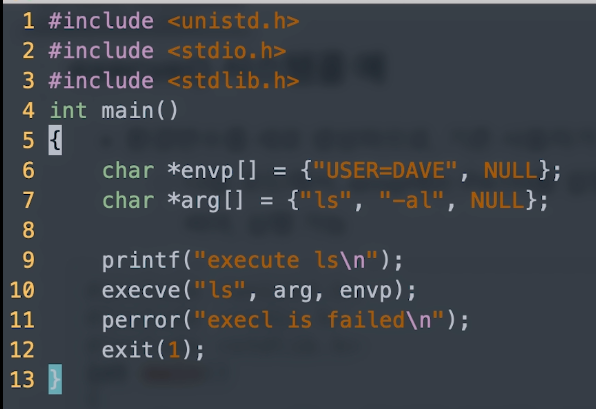 1 #include <unistd.h>
2 #include <stdio.h>
3 #include <stdlib.h>
4 int main()
5 {
6     char *envp[] = {"USER=DAVE", NULL};
7     char *arg[] = {"ls", "-al", NULL};
8
9     printf("execute ls\n");
10     execve("ls", arg, envp);
11     perror("execl is failed\n");
12     exit(1);
13 }